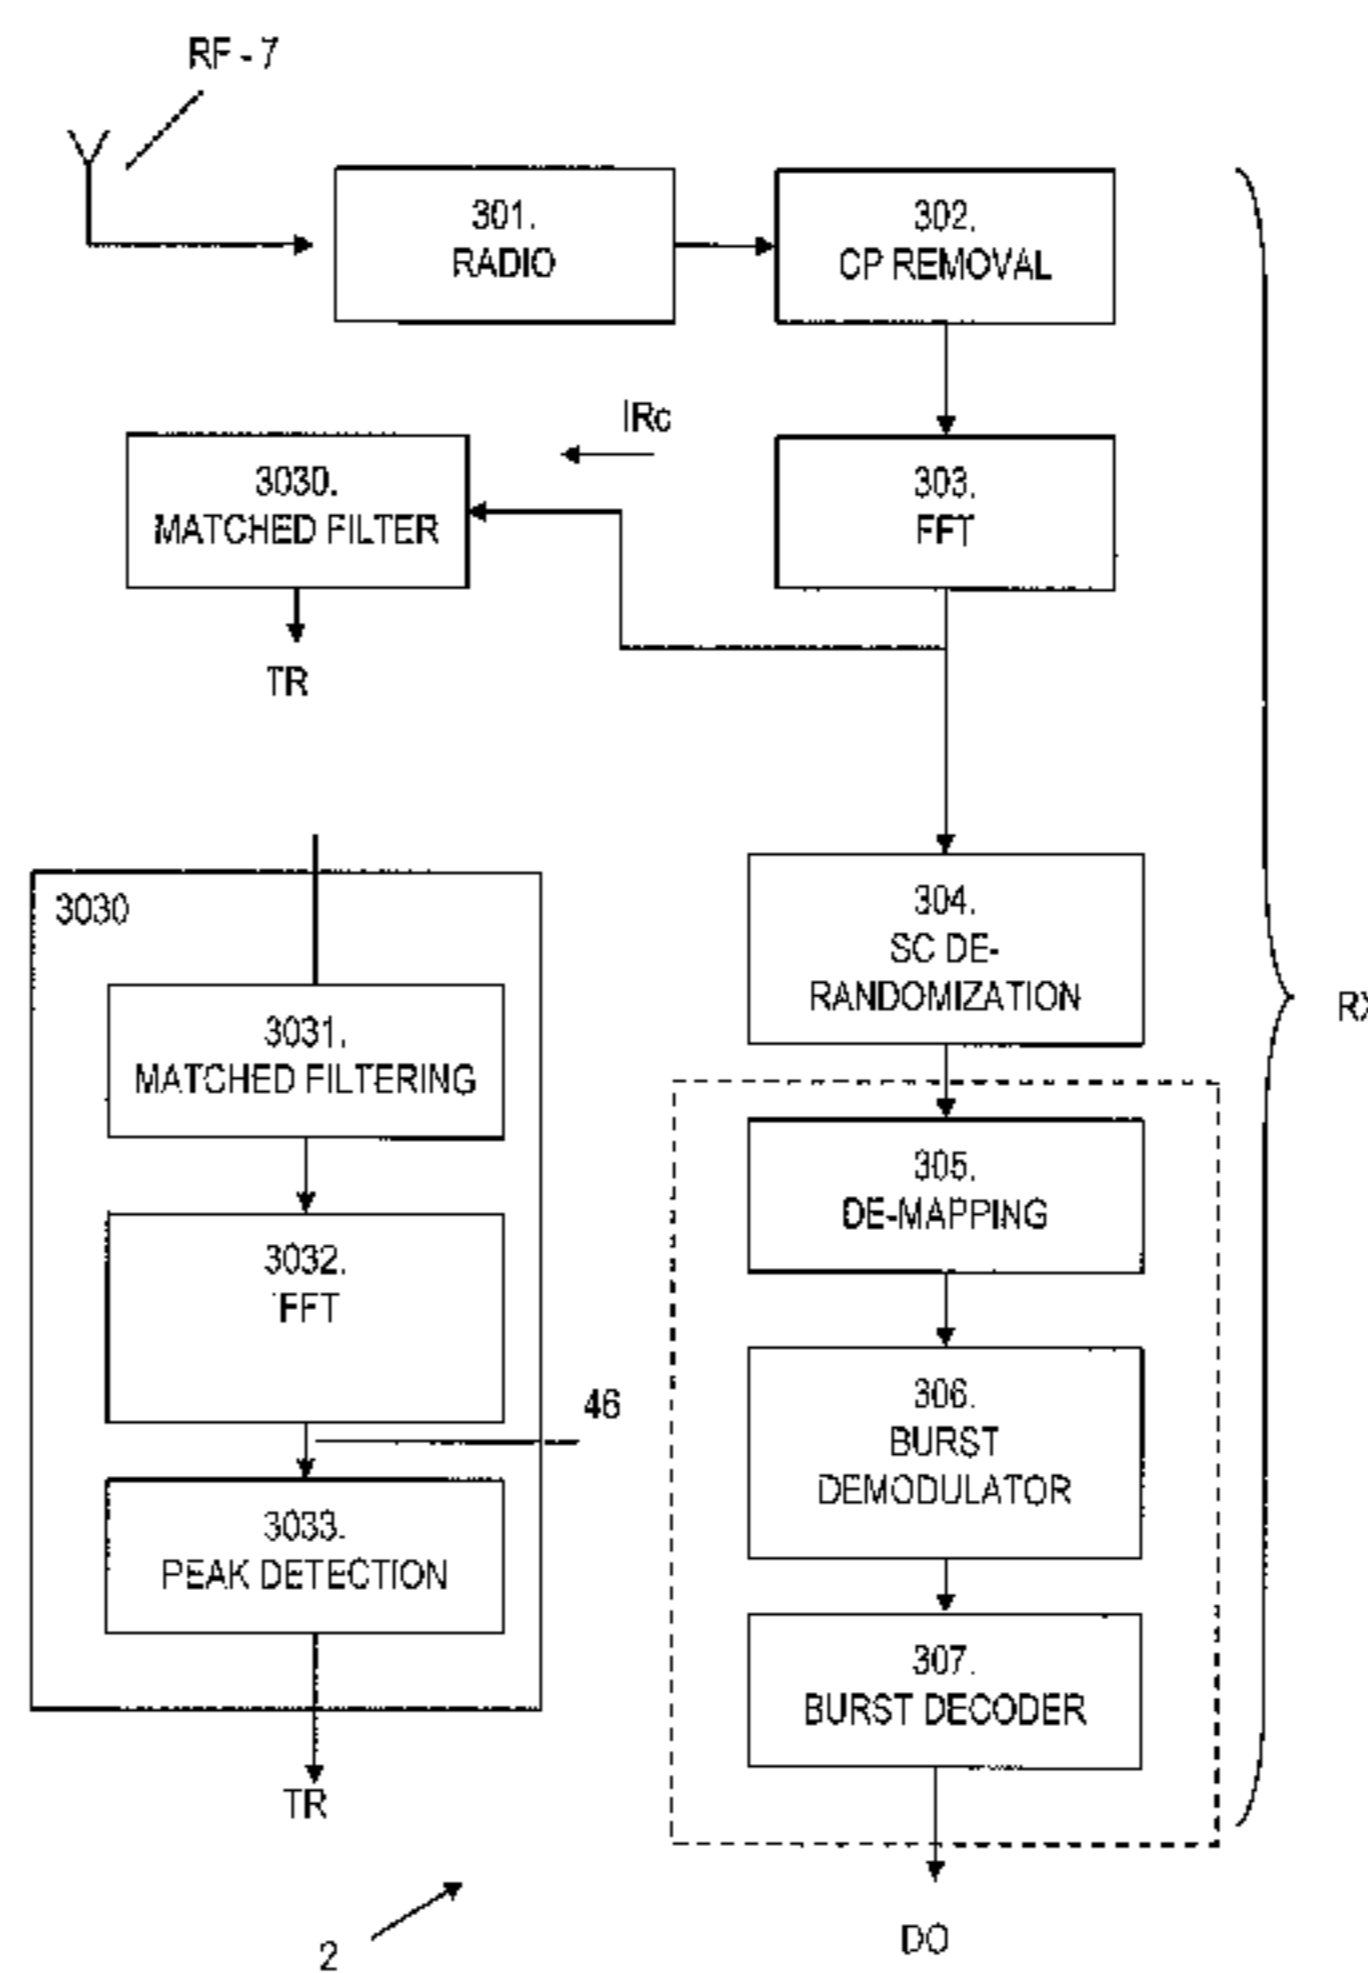 RF - 7
301.
RADIO
302.
CP REMOVAL
IRc
3030.
MATCHED FILTER
303.
FFT
TR
304.
SC DE-
RANDOMIZATION
RX
3030
3031.
MATCHED FILTERING
305.
DE-MAPPING
3032.
IFFT
46
306.
BURST
DEMODULATOR
3033.
PEAK DETECTION
307.
BURST DECODER
TR
2
DO